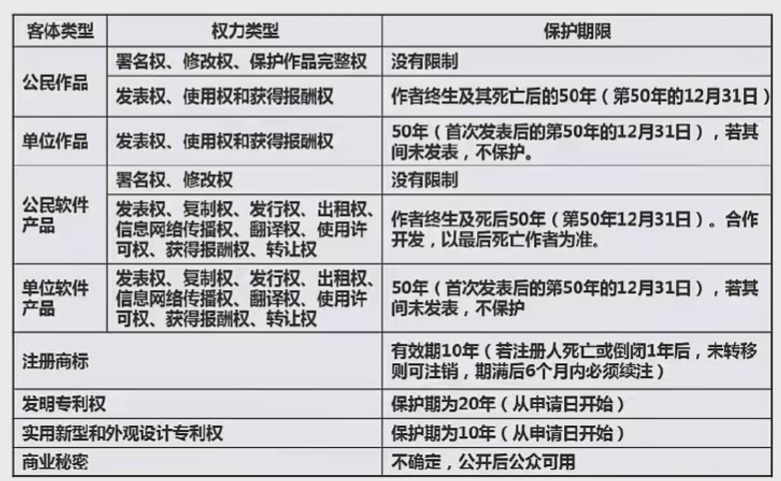 客体类型 权力类型 保护期限
公民作品
署名权、修改权、保护作品完整权 没有限制
发表权、使用权和获得报酬权 作者终生及其死亡后的50年（第50年的12月31日）
单位作品 发表权、使用权和获得报酬权
50年（首次发表后的第50年的12月31日），若其
间未发表，不保护。
公民软件
产品
署名权、修改权 没有限制
发表权、复制权、发行权、出租权、
信息网络传播权、翻译权、使用许
可权、获得报酬权、转让权
作者终生及死后50年（第50年的12月31日）。合作
开发，以最后死亡作者为准。
单位软件
产品
发表权、复制权、发行权、出租权、
信息网络传播权、翻译权、使用许
可权、获得报酬权、转让权
50年（首次发表后的第50年的12月31日），若其
间未发表，不保护
注册商标
有效期10年（若注册人死亡或倒闭1年后，未转移
则可注销，期满后6个月内必须续注）
发明专利权 保护期为20年（从申请日开始）
实用新型和外观设计专利权 保护期为10年（从申请日开始）
商业秘密 不确定，公开后公众可用